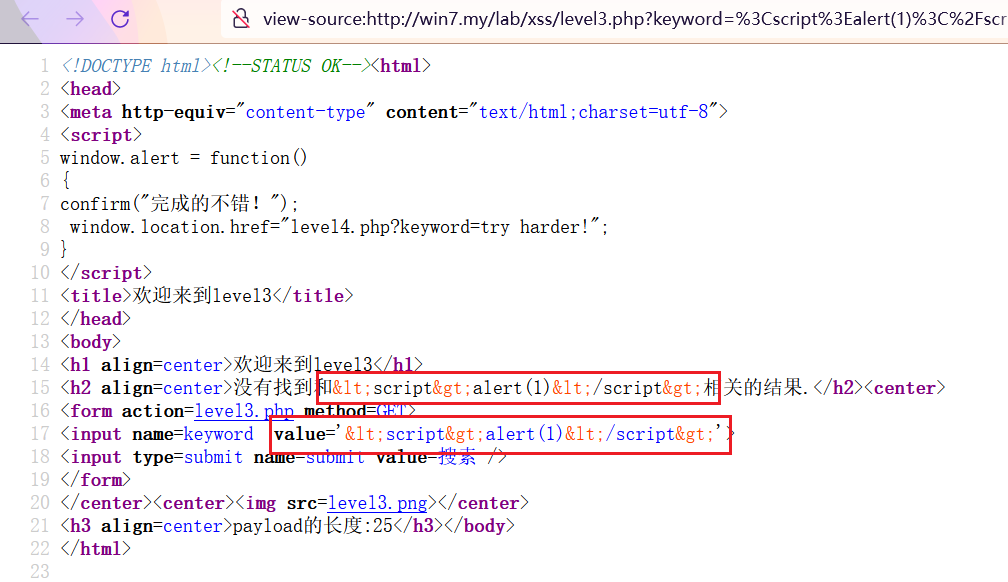 view-source:http://win7.my/lab/xss/level3.php?keyword=%3Cscript%3Ealert(1)%3C%2Fscr
1 <!DOCTYPE html><!--STATUS OK--><html>
2 <head>
3 <meta http-equiv="content-type" content="text/html;charset=utf-8">
4 <script>
5 window.alert = function()
6 {
7 confirm("完成的不错！");
8  window.location.href="level4.php?keyword=try harder!";
9 }
10 </script>
11 <title>欢迎来到level3</title>
12 </head>
13 <body>
14 <h1 align=center>欢迎来到level3</h1>
15 <h2 align=center>没有找到和&lt;script&gt;alert(1)&lt;/script&gt;相关的结果.</h2><center>
16 <form action=level3.php method=GET>
17 <input name=keyword  value='&lt;script&gt;alert(1)&lt;/script&gt;'>
18 <input type=submit name=submit value=搜索 />
19 </form>
20 </center><center><img src=level3.png></center>
21 <h3 align=center>payload的长度:25</h3></body>
22 </html>
23